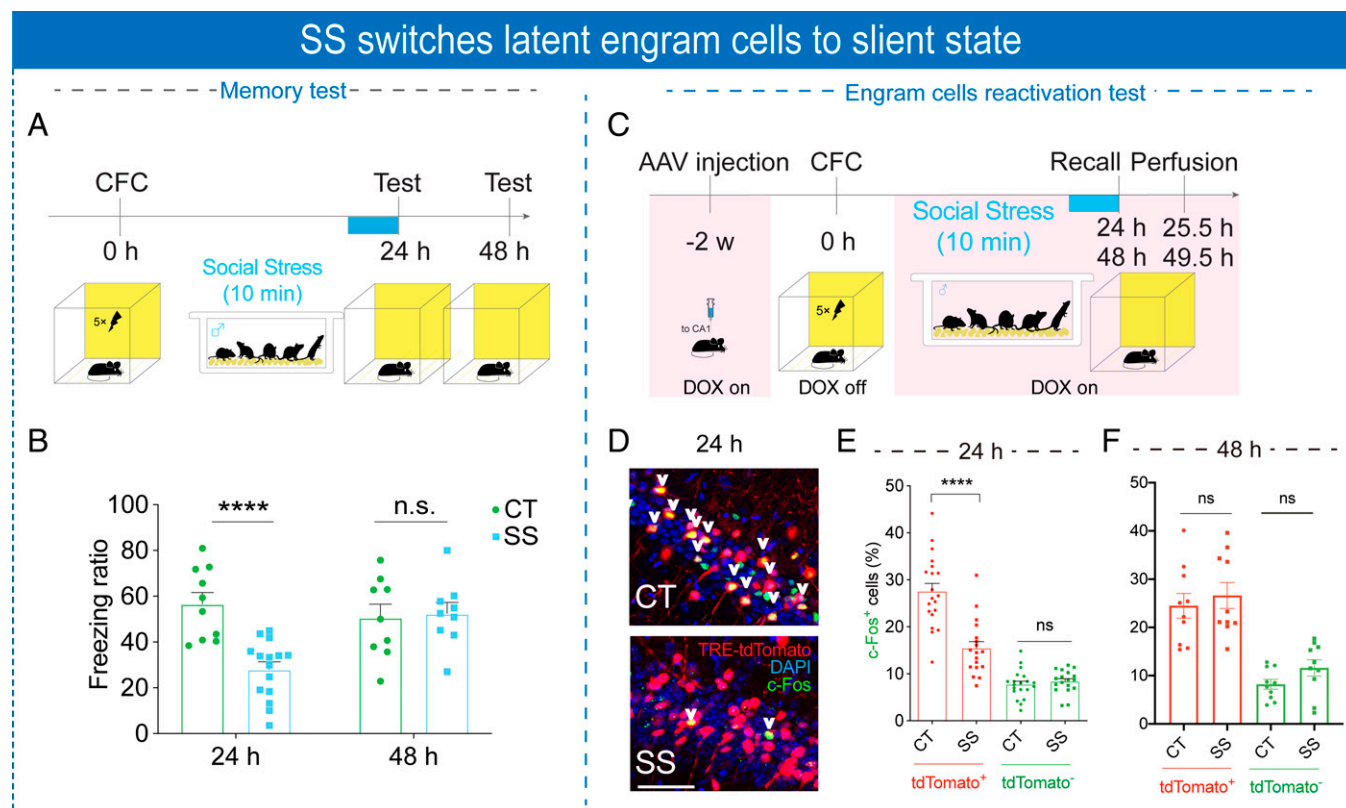 SS switches latent engram cells to slient state
Memory test
Engram cells reactivation test
A
CFC
Test
Test
0 h
24 h
48 h
Social Stress
(10 min)
5×
♂
C
AAV injection
CFC
Recall
Perfusion
Social Stress
(10 min)
-2 w
0 h
24 h
25.5 h
48 h
49.5 h
to CA1
5×
♂
DOX on
DOX off
DOX on
B
Freezing ratio
100
80
60
40
20
0
****
n.s.
CT
SS
24 h
48 h
D
24 h
CT
TRE-tdTomato
DAPI
c-Fos
SS
E
24 h
c-Fos+ cells (%)
50
40
30
20
10
0
****
ns
CT
SS
CT
SS
tdTomato+
tdTomato-
F
48 h
50
40
30
20
10
0
ns
ns
CT
SS
CT
SS
tdTomato+
tdTomato-